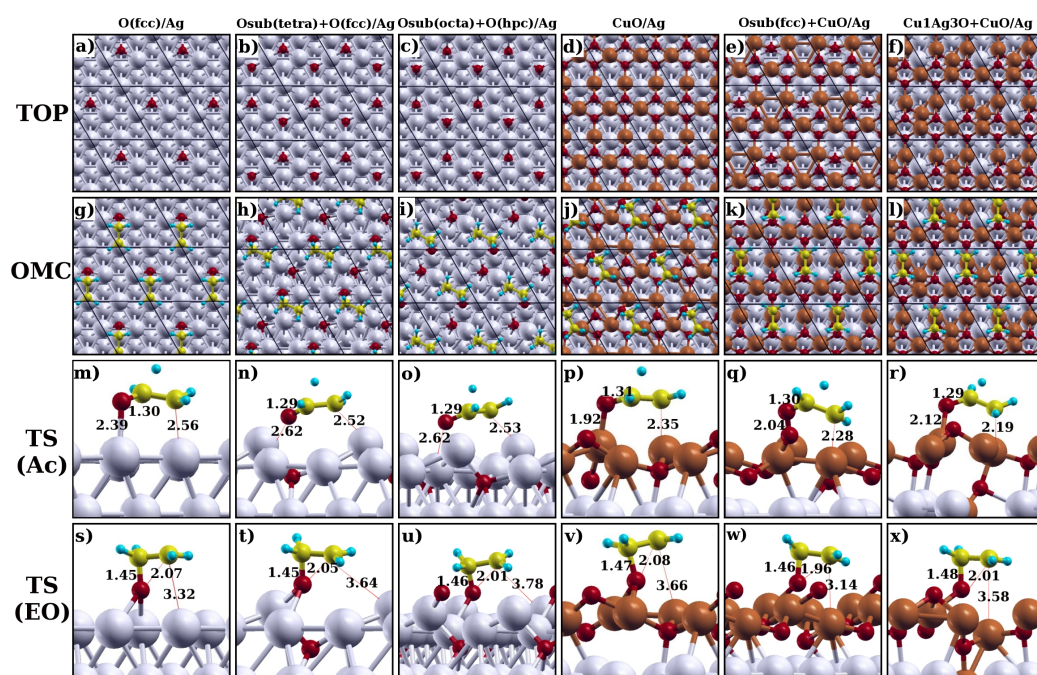 O(fcc)/Ag Osub(tetra)+O(fcc)/Ag Osub(octa)+O(hpc)/Ag CuO/Ag Osub(fcc)+CuO/Ag Cu1Ag3O+CuO/Ag
TOP
a) b) c) d) e) f)
OMC
g) h) i) j) k) l)
TS
(Ac)
m) n) o) p) q) r)
1.30 1.29 1.29 1.31 1.30 1.29
2.39 2.56 2.62 2.52 2.62 2.53 1.92 2.35 2.04 2.28 2.12 2.19
TS
(EO)
s) t) u) v) w) x)
1.45 2.07 1.45 2.05 1.46 2.01 1.47 2.08 1.46 1.96 1.48 2.01
3.32 3.64 3.78 3.66 3.14 3.58